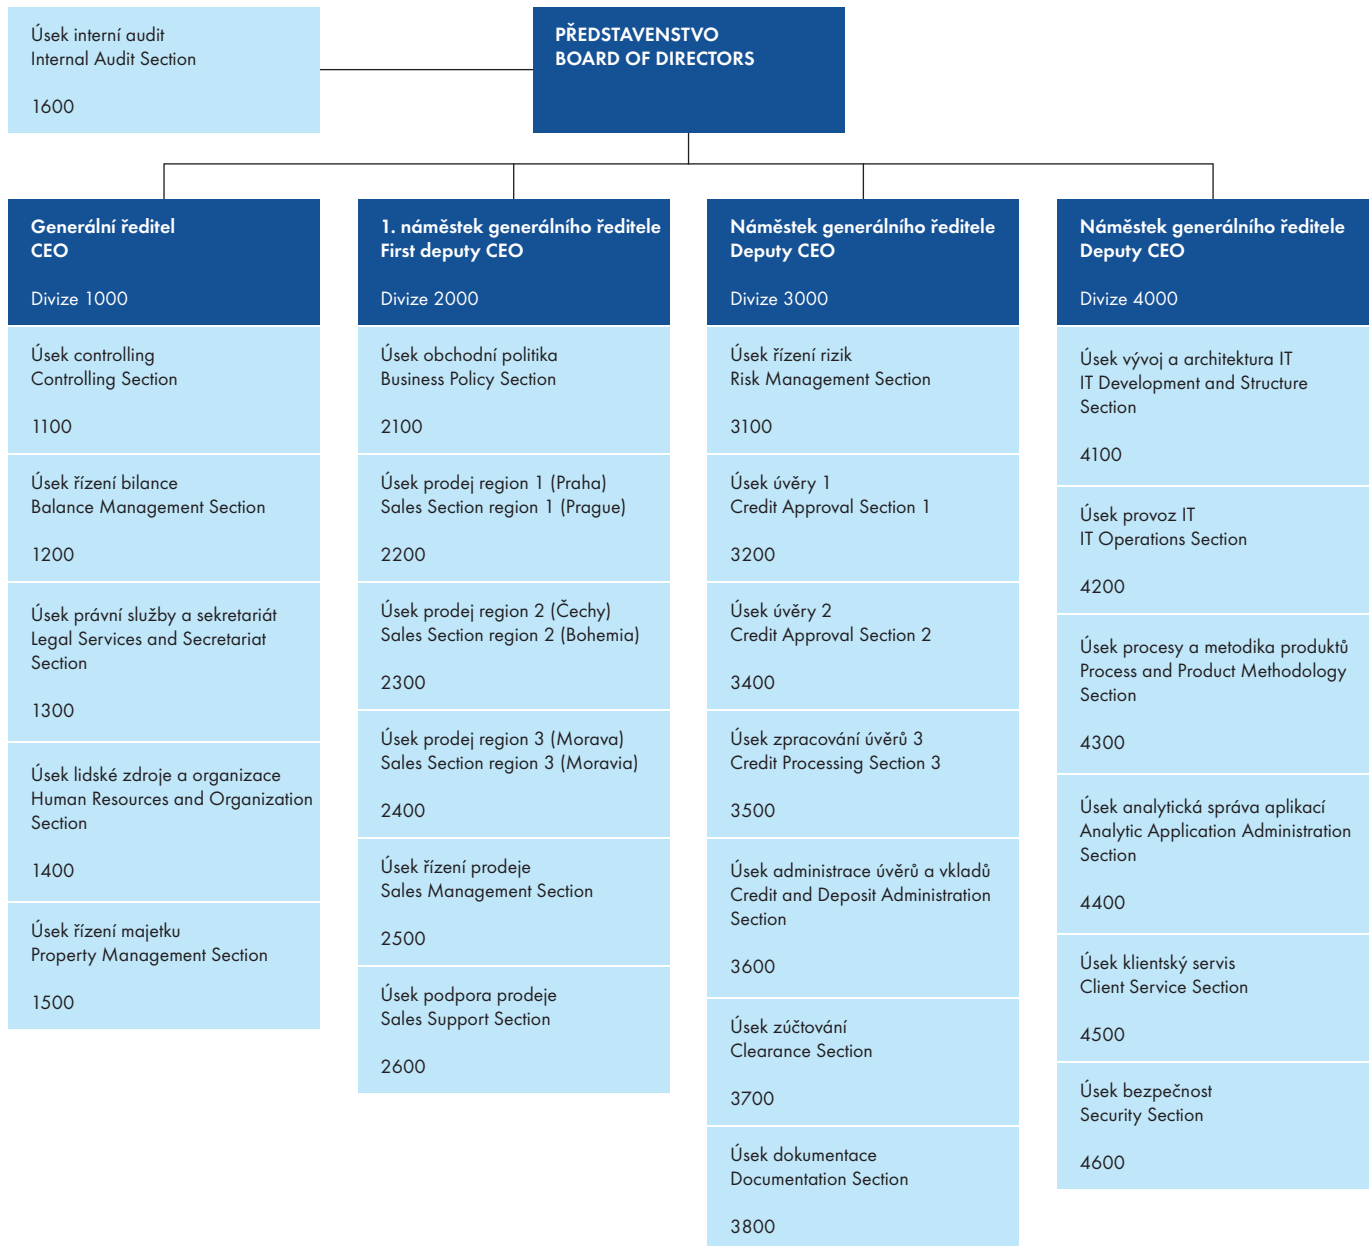 Úsek interní audit
Internal Audit Section
1600
PŘEDSTAVENSTVO
BOARD OF DIRECTORS
Generální ředitel
CEO
Divize 1000
Úsek controlling
Controlling Section
1100
Úsek řízení bilance
Balance Management Section
1200
Úsek právní služby a sekretariát
Legal Services and Secretariat
Section
1300
Úsek lidské zdroje a organizace
Human Resources and Organization
Section
1400
Úsek řízení majetku
Property Management Section
1500
1. náměstek generálního ředitele
First deputy CEO
Divize 2000
Úsek obchodní politika
Business Policy Section
2100
Úsek prodej region 1 (Praha)
Sales Section region 1 (Prague)
2200
Úsek prodej region 2 (Čechy)
Sales Section region 2 (Bohemia)
2300
Úsek prodej region 3 (Morava)
Sales Section region 3 (Moravia)
2400
Úsek řízení prodeje
Sales Management Section
2500
Úsek podpora prodeje
Sales Support Section
2600
Náměstek generálního ředitele
Deputy CEO
Divize 3000
Úsek řízení rizik
Risk Management Section
3100
Úsek úvěry 1
Credit Approval Section 1
3200
Úsek úvěry 2
Credit Approval Section 2
3400
Úsek zpracování úvěrů 3
Credit Processing Section 3
3500
Úsek administrace úvěrů a vkladů
Credit and Deposit Administration
Section
3600
Úsek zúčtování
Clearance Section
3700
Úsek dokumentace
Documentation Section
3800
Náměstek generálního ředitele
Deputy CEO
Divize 4000
Úsek vývoj a architektura IT
IT Development and Structure
Section
4100
Úsek provoz IT
IT Operations Section
4200
Úsek procesy a metodika produktů
Process and Product Methodology
Section
4300
Úsek analytická správa aplikací
Analytic Application Administration
Section
4400
Úsek klientský servis
Client Service Section
4500
Úsek bezpečnost
Security Section
4600